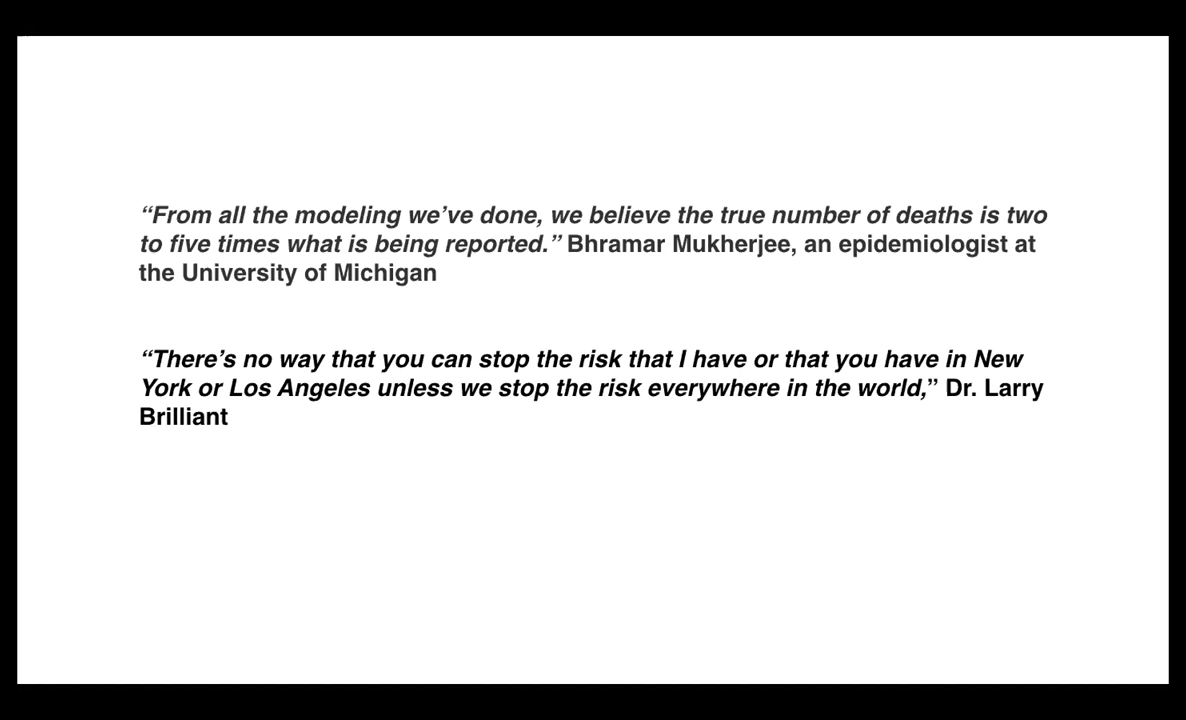 “From all the modeling we’ve done, we believe the true number of deaths is two
to five times what is being reported.” Bhramar Mukherjee, an epidemiologist at
the University of Michigan
“There’s no way that you can stop the risk that I have or that you have in New
York or Los Angeles unless we stop the risk everywhere in the world,” Dr. Larry
Brilliant